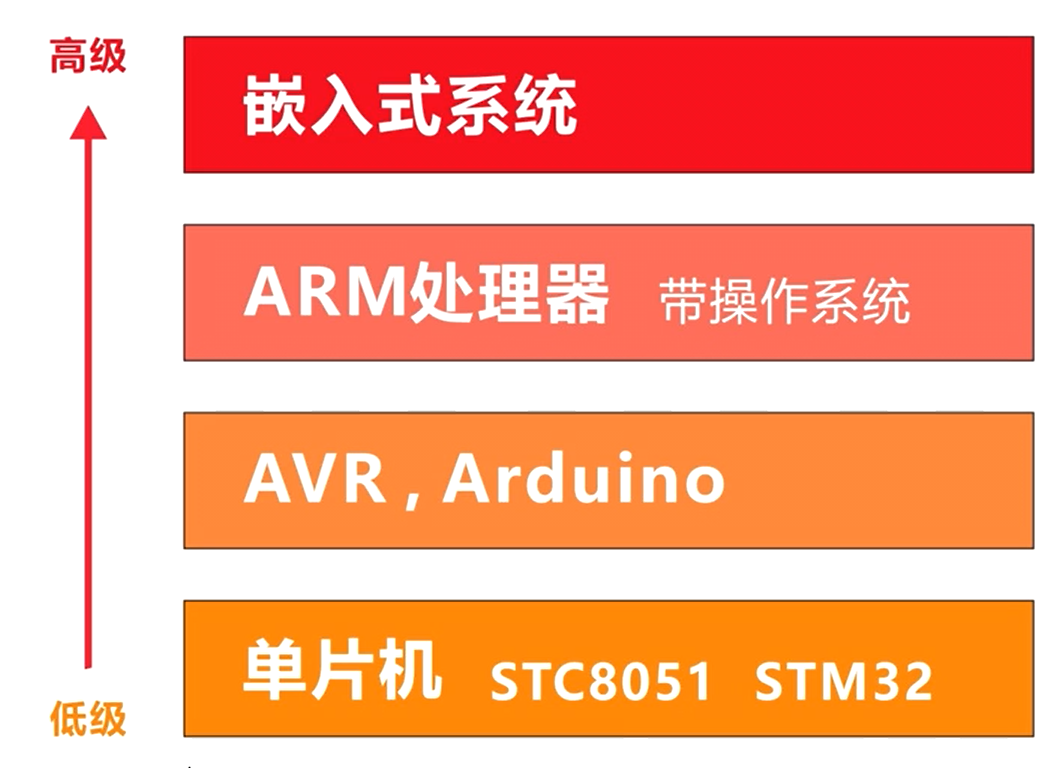 高级
嵌入式系统
ARM处理器 带操作系统
AVR , Arduino
单片机 STC8051 STM32
低级